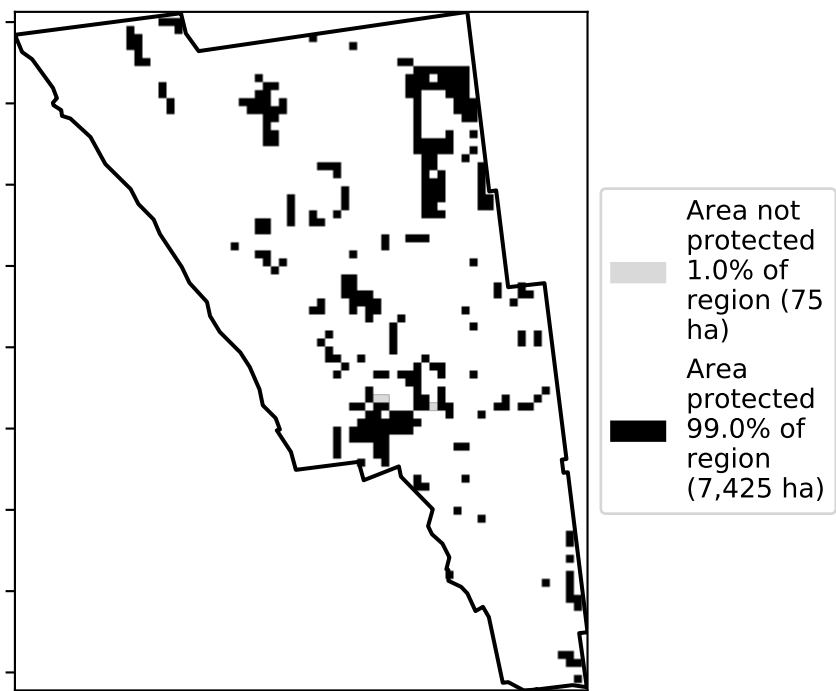 Area not
protected
1.0% of
region (75
ha)
Area
protected
99.0% of
region
(7,425 ha)